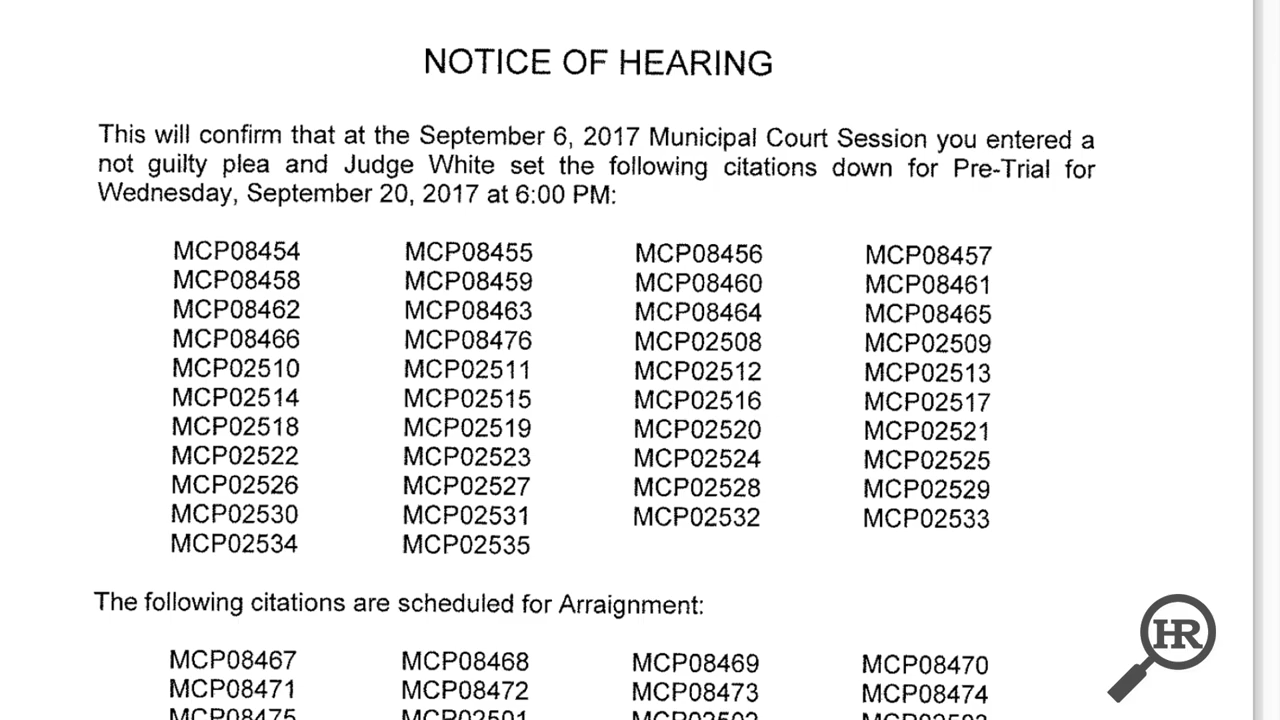 NOTICE OF HEARING
This will confirm that at the September 6, 2017 Municipal Court Session you entered a
not guilty plea and Judge White set the following citations down for Pre-Trial for
Wednesday, September 20, 2017 at 6:00 PM:
MCP08454 MCP08455 MCP08456 MCP08457
MCP08458 MCP08459 MCP08460 MCP08461
MCP08462 MCP08463 MCP08464 MCP08465
MCP08466 MCP08476 MCP02508 MCP02509
MCP02510 MCP02511 MCP02512 MCP02513
MCP02514 MCP02515 MCP02516 MCP02517
MCP02518 MCP02519 MCP02520 MCP02521
MCP02522 MCP02523 MCP02524 MCP02525
MCP02526 MCP02527 MCP02528 MCP02529
MCP02530 MCP02531 MCP02532 MCP02533
MCP02534 MCP02535
The following citations are scheduled for Arraignment:
MCP08467 MCP08468 MCP08469 MCP08470
MCP08471 MCP08472 MCP08473 MCP08474
MCP08475 MCP02501
HR